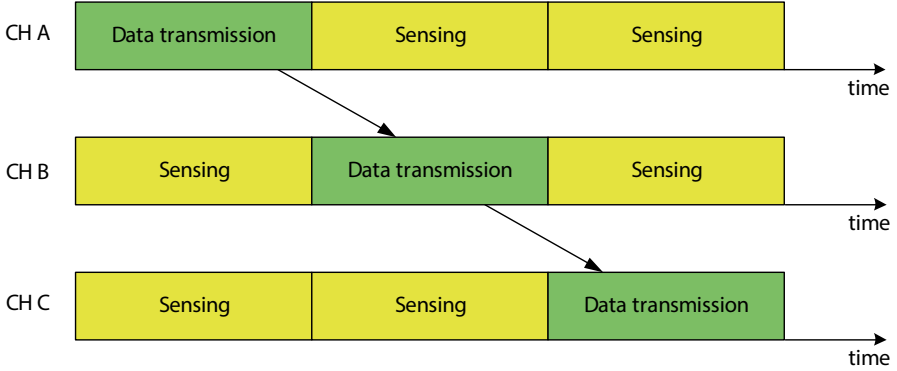 CH A
Data transmission
Sensing
Sensing
time
CH B
Sensing
Data transmission
Sensing
time
CH C
Sensing
Sensing
Data transmission
time